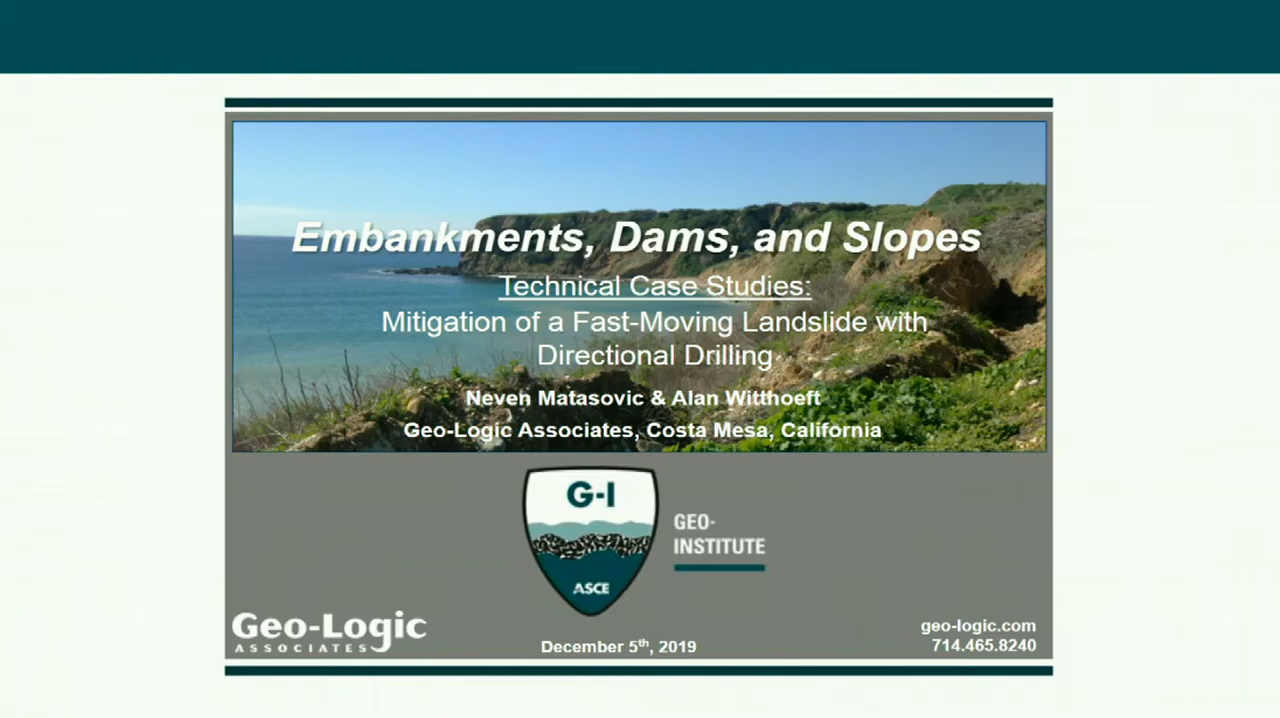 Embankments, Dams, and Slopes
Technical Case Studies:
Mitigation of a Fast-Moving Landslide with
Directional Drilling
Neven Matasovic & Alan Witthoeft
Geo-Logic Associates, Costa Mesa, California
G-I
ASCE
GEO-
INSTITUTE
Geo-Logic
ASSOCIATES
December 5th, 2019
geo-logic.com
714.465.8240